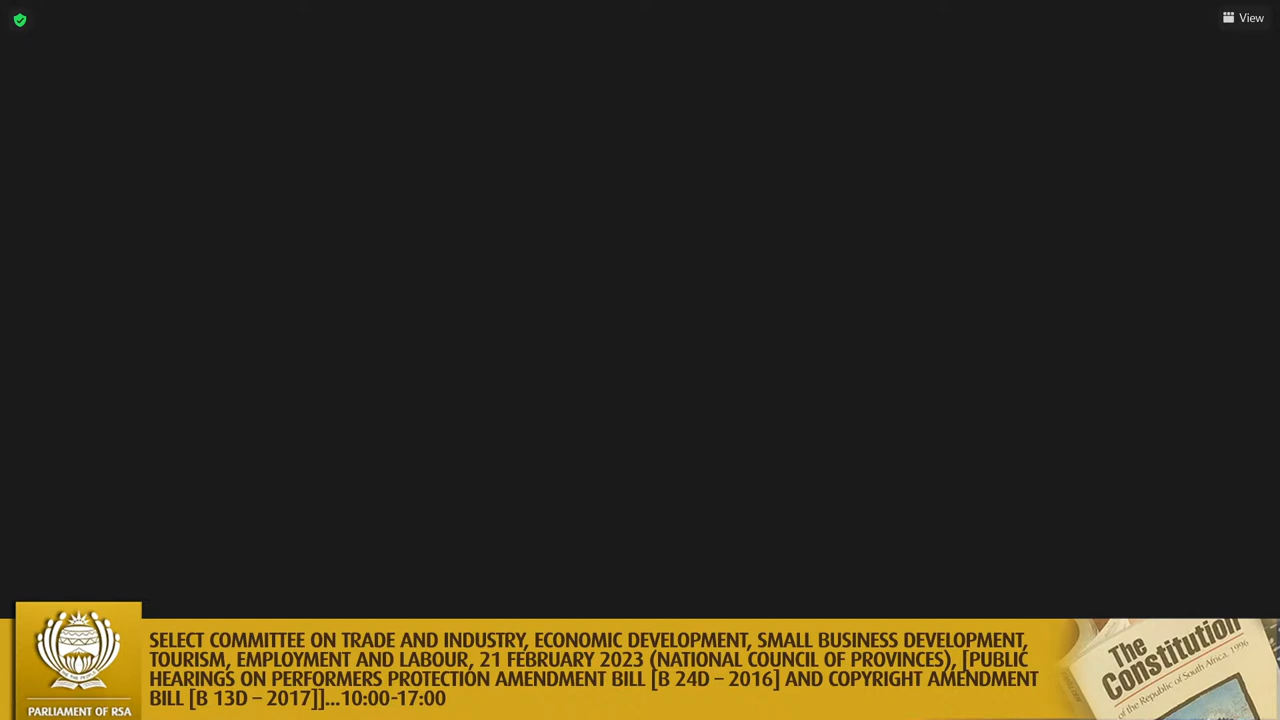 View
SELECT COMMITTEE ON TRADE AND INDUSTRY, ECONOMIC DEVELOPMENT, SMALL BUSINESS DEVELOPMENT,
TOURISM, EMPLOYMENT AND LABOUR, 21 FEBRUARY 2023 (NATIONAL COUNCIL OF PROVINCES), [PUBLIC
HEARINGS ON PERFORMERS PROTECTION AMENDMENT BILL [B 24D – 2016] AND COPYRIGHT AMENDMENT
BILL [B 13D – 2017]]...10:00-17:00
PARLIAMENT OF RSA
The
Constitution
of the Republic of South Africa, 1996